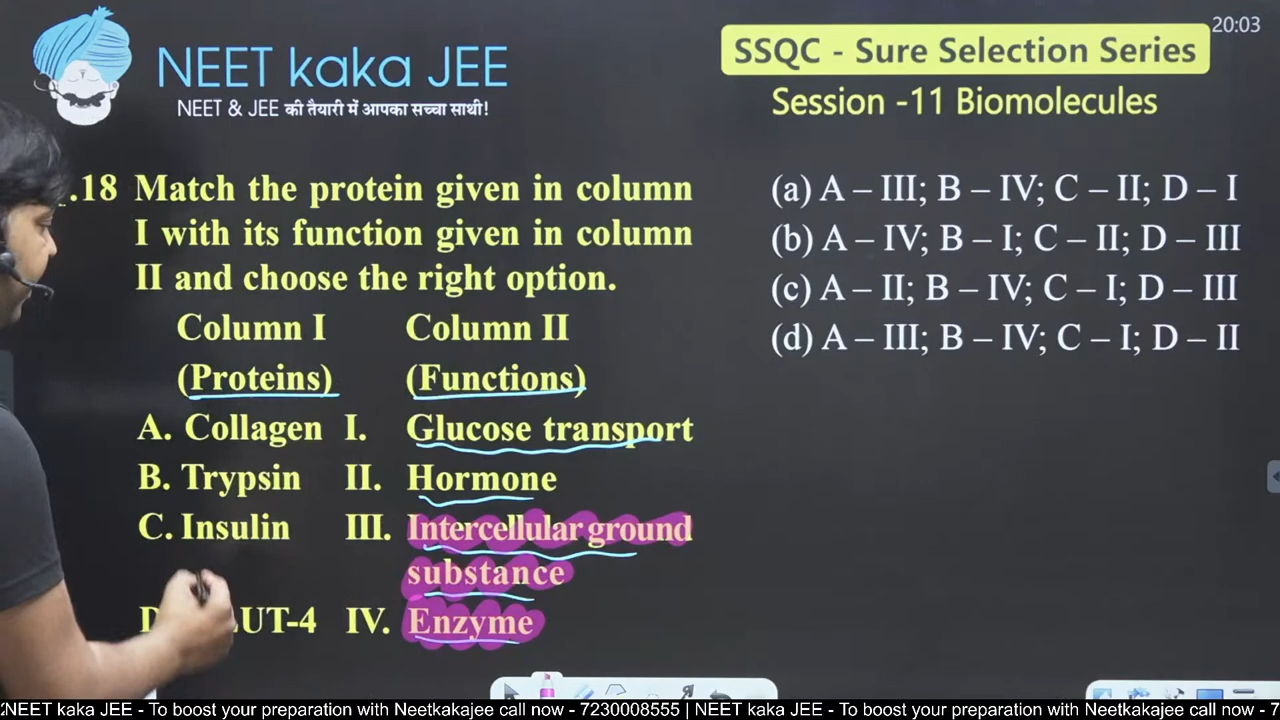 20:03
NEET kaka JEE
NEET & JEE की तैयारी में आपका सच्चा साथी!
SSQC - Sure Selection Series
Session -11 Biomolecules
.18 Match the protein given in column
I with its function given in column
II and choose the right option.
Column I Column II
(Proteins) (Functions)
A. Collagen I. Glucose transport
B. Trypsin II. Hormone
C. Insulin III. Intercellular ground
substance
UT-4 IV. Enzyme
(a) A – III; B – IV; C – II; D – I
(b) A – IV; B – I; C – II; D – III
(c) A – II; B – IV; C – I; D – III
(d) A – III; B – IV; C – I; D – II
NEET kaka JEE - To boost your preparation with Neetkakajee call now - 7230008555 | NEET kaka JEE - To boost your preparation with Neetkakajee call now - 7